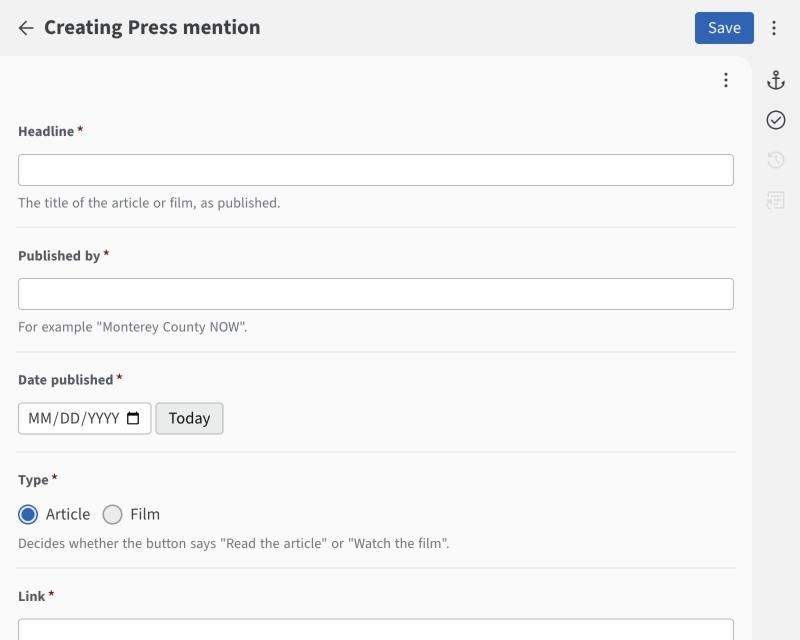 Creating Press mention
Save
Headline *
The title of the article or film, as published.
Published by *
For example "Monterey County NOW".
Date published *
MM/DD/YYYY Today
Type *
Article Film
Decides whether the button says "Read the article" or "Watch the film".
Link *